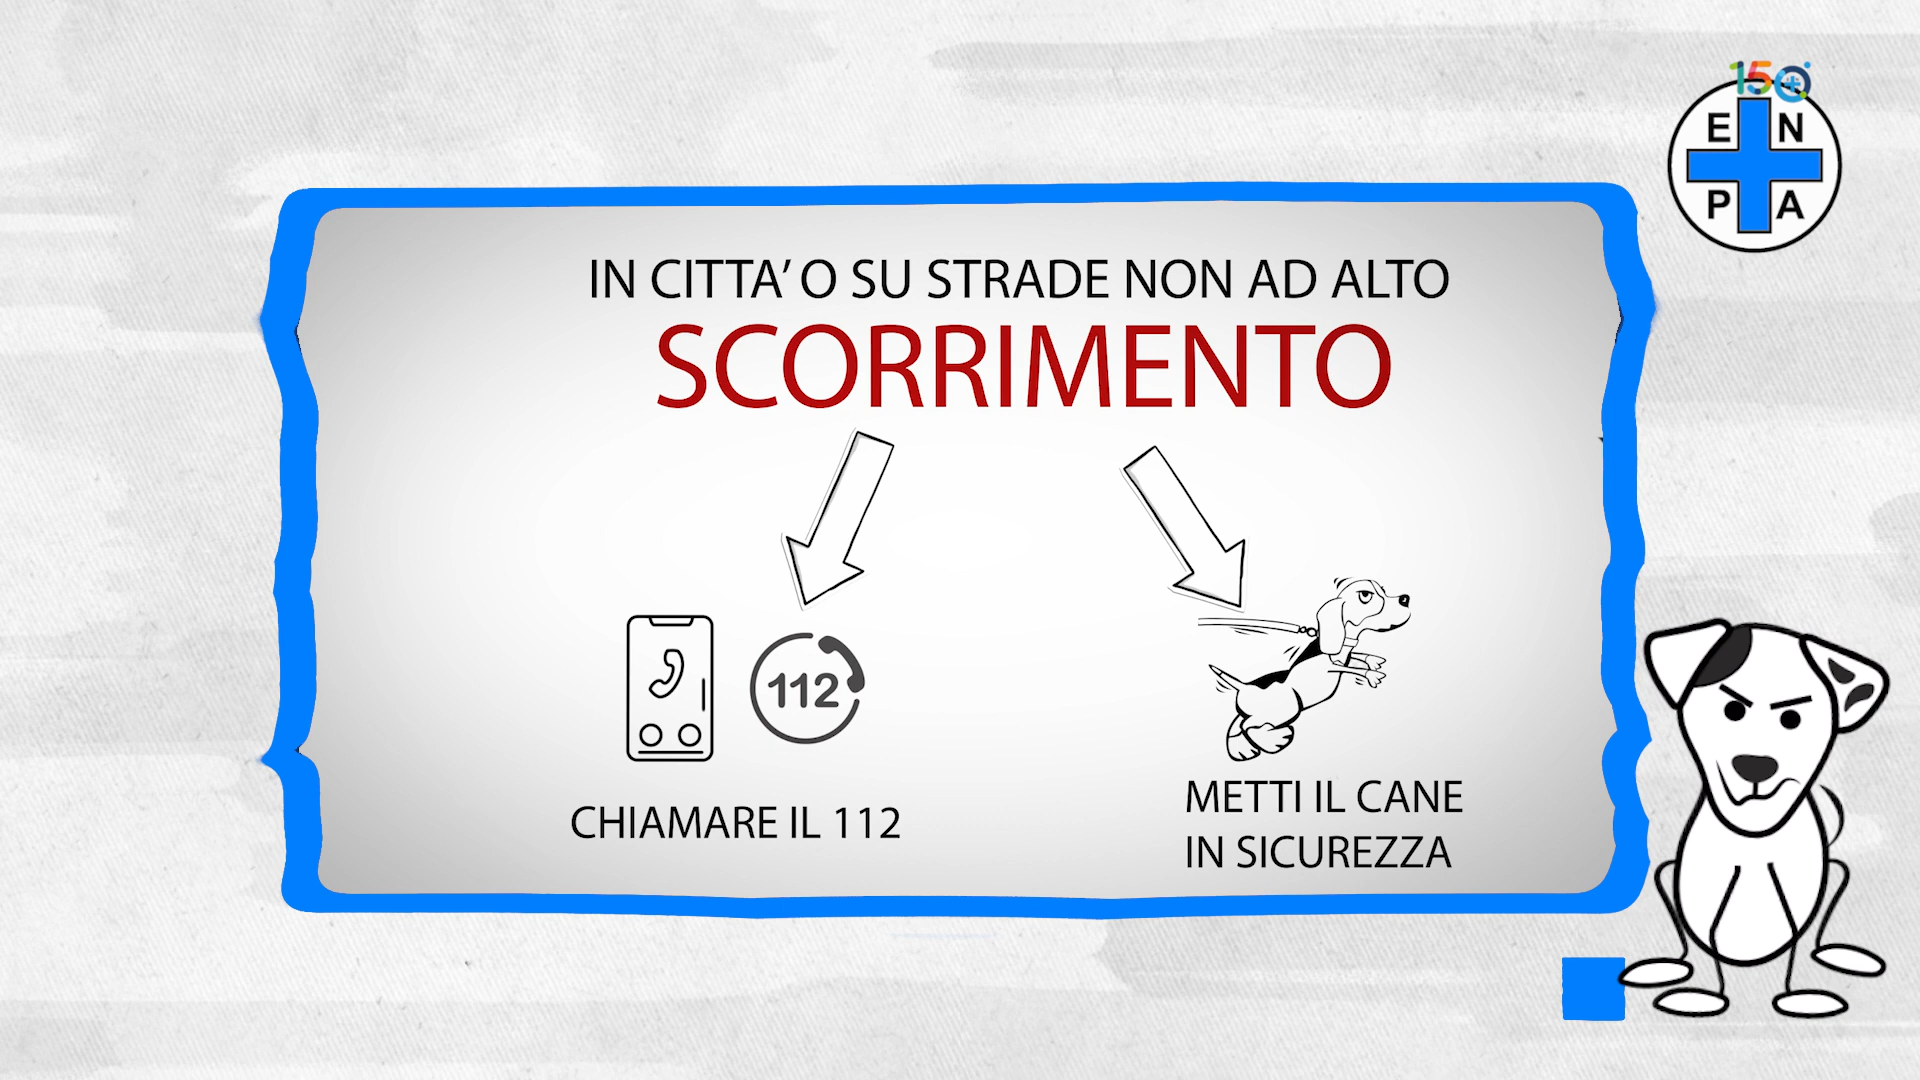 150
E N
P A
IN CITTA' O SU STRADE NON AD ALTO
SCORRIMENTO
112
CHIAMARE IL 112
METTI IL CANE
IN SICUREZZA